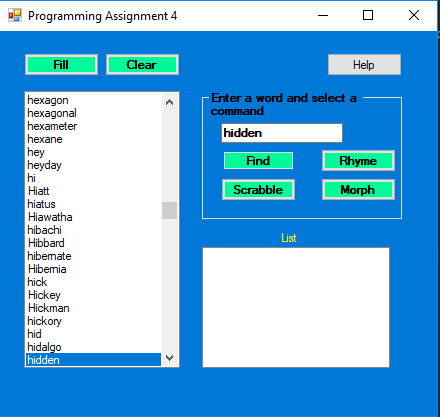 Programming Assignment 4
Fill
Clear
Help
hexagon
hexagonal
hexameter
hexane
hey
heyday
hi
Hiatt
hiatus
Hiawatha
hibachi
Hibbard
hibernate
Hibernia
hick
Hickey
Hickman
hickory
hid
hidalgo
hidden
Enter a word and select a
command
hidden
Find
Rhyme
Scrabble
Morph
List